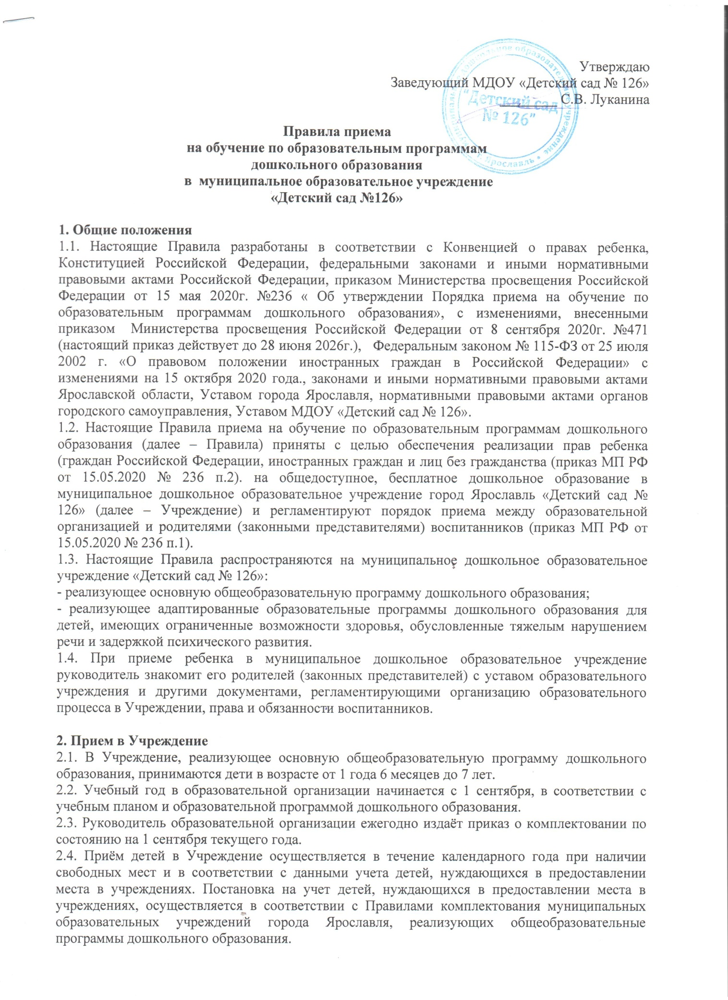 Утверждаю
Заведующий МДОУ «Детский сад № 126»
С.В. Луканина
муниципальное дошкольное образовательное учреждение
"Детский сад
№ 126"
• г. Ярославль •
Правила приема
на обучение по образовательным программам
дошкольного образования
в муниципальное образовательное учреждение
«Детский сад №126»
1. Общие положения
1.1. Настоящие Правила разработаны в соответствии с Конвенцией о правах ребенка,
Конституцией Российской Федерации, федеральными законами и иными нормативными
правовыми актами Российской Федерации, приказом Министерства просвещения Российской
Федерации от 15 мая 2020г. №236 « Об утверждении Порядка приема на обучение по
образовательным программам дошкольного образования», с изменениями, внесенными
приказом Министерства просвещения Российской Федерации от 8 сентября 2020г. №471
(настоящий приказ действует до 28 июня 2026г.), Федеральным законом № 115-ФЗ от 25 июля
2002 г. «О правовом положении иностранных граждан в Российской Федерации» с
изменениями на 15 октября 2020 года., законами и иными нормативными правовыми актами
Ярославской области, Уставом города Ярославля, нормативными правовыми актами органов
городского самоуправления, Уставом МДОУ «Детский сад № 126».
1.2. Настоящие Правила приема на обучение по образовательным программам дошкольного
образования (далее – Правила) приняты с целью обеспечения реализации прав ребенка
(граждан Российской Федерации, иностранных граждан и лиц без гражданства (приказ МП РФ
от 15.05.2020 № 236 п.2). на общедоступное, бесплатное дошкольное образование в
муниципальное дошкольное образовательное учреждение город Ярославль «Детский сад №
126» (далее – Учреждение) и регламентируют порядок приема между образовательной
организацией и родителями (законными представителями) воспитанников (приказ МП РФ от
15.05.2020 № 236 п.1).
1.3. Настоящие Правила распространяются на муниципальное дошкольное образовательное
учреждение «Детский сад № 126»:
- реализующее основную общеобразовательную программу дошкольного образования;
- реализующее адаптированные образовательные программы дошкольного образования для
детей, имеющих ограниченные возможности здоровья, обусловленные тяжелым нарушением
речи и задержкой психического развития.
1.4. При приеме ребенка в муниципальное дошкольное образовательное учреждение
руководитель знакомит его родителей (законных представителей) с уставом образовательного
учреждения и другими документами, регламентирующими организацию образовательного
процесса в Учреждении, права и обязанности воспитанников.
2. Прием в Учреждение
2.1. В Учреждение, реализующее основную общеобразовательную программу дошкольного
образования, принимаются дети в возрасте от 1 года 6 месяцев до 7 лет.
2.2. Учебный год в образовательной организации начинается с 1 сентября, в соответствии с
учебным планом и образовательной программой дошкольного образования.
2.3. Руководитель образовательной организации ежегодно издаёт приказ о комплектовании по
состоянию на 1 сентября текущего года.
2.4. Приём детей в Учреждение осуществляется в течение календарного года при наличии
свободных мест и в соответствии с данными учета детей, нуждающихся в предоставлении
места в учреждениях. Постановка на учет детей, нуждающихся в предоставлении места в
учреждениях, осуществляется в соответствии с Правилами комплектования муниципальных
образовательных учреждений города Ярославля, реализующих общеобразовательные
программы дошкольного образования.